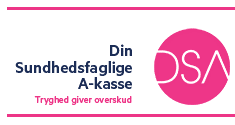 Din
Sundhedsfaglige
A-kasse
Tryghed giver overskud
DSA